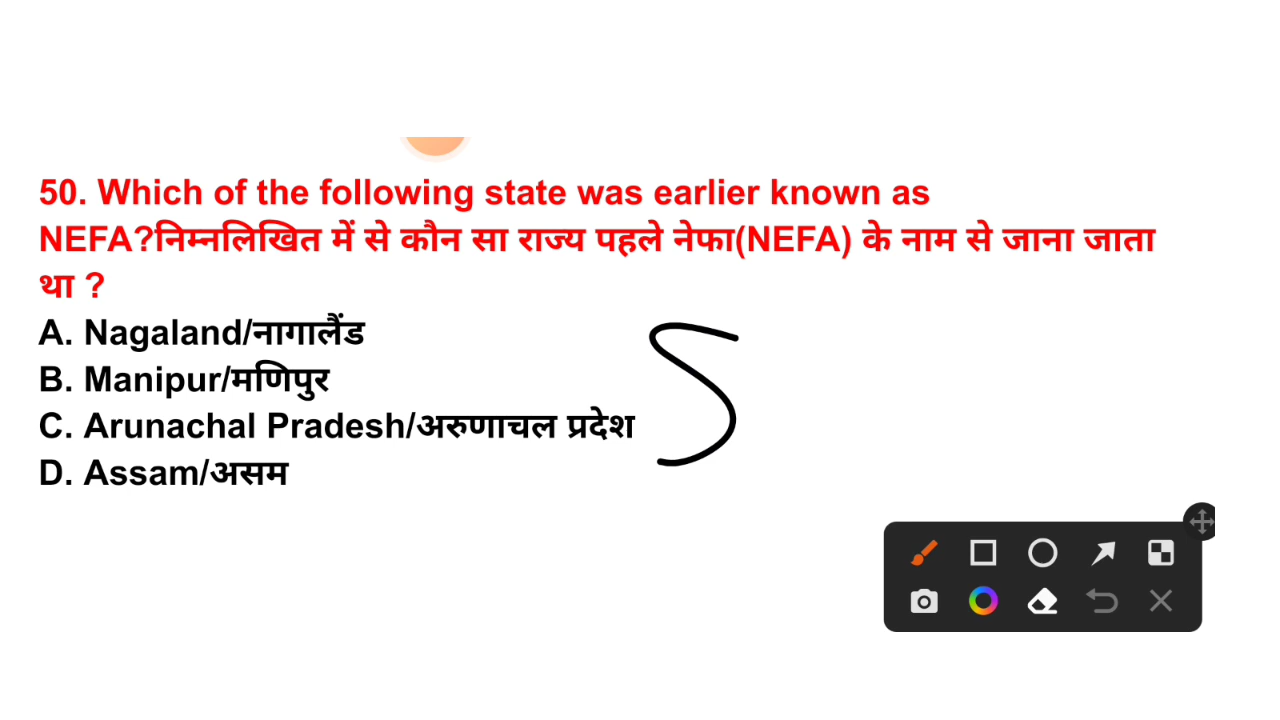 50. Which of the following state was earlier known as
NEFA?निम्नलिखित में से कौन सा राज्य पहले नेफा(NEFA) के नाम से जाना जाता
था ?
A. Nagaland/नागालैंड
B. Manipur/मणिपुर
C. Arunachal Pradesh/अरुणाचल प्रदेश
D. Assam/असम